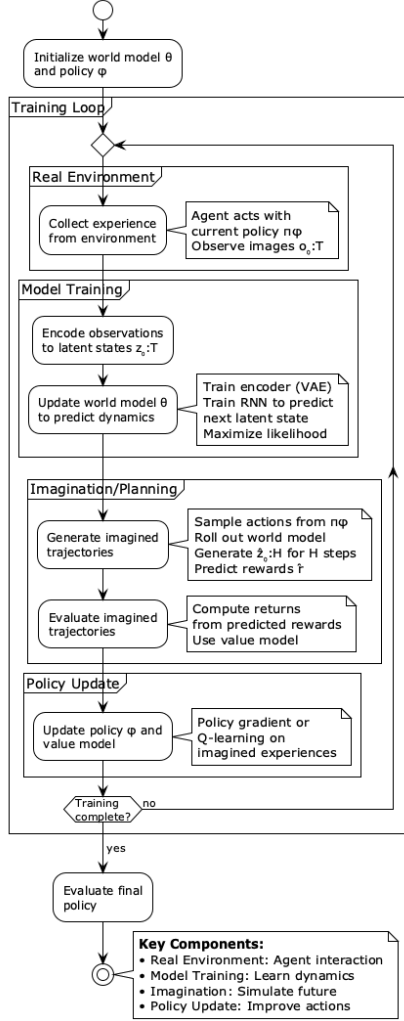 Initialize world model θ
and policy φ
Training Loop
Real Environment
Collect experience
from environment
Agent acts with
current policy πφ
Observe images o₀:T
Model Training
Encode observations
to latent states z₀:T
Update world model θ
to predict dynamics
Train encoder (VAE)
Train RNN to predict
next latent state
Maximize likelihood
Imagination/Planning
Generate imagined
trajectories
Sample actions from πφ
Roll out world model
Generate ẑ₀:H for H steps
Predict rewards r̂
Evaluate imagined
trajectories
Compute returns
from predicted rewards
Use value model
Policy Update
Update policy φ and
value model
Policy gradient or
Q-learning on
imagined experiences
Training
complete?
no
yes
Evaluate final
policy
Key Components:
• Real Environment: Agent interaction
• Model Training: Learn dynamics
• Imagination: Simulate future
• Policy Update: Improve actions